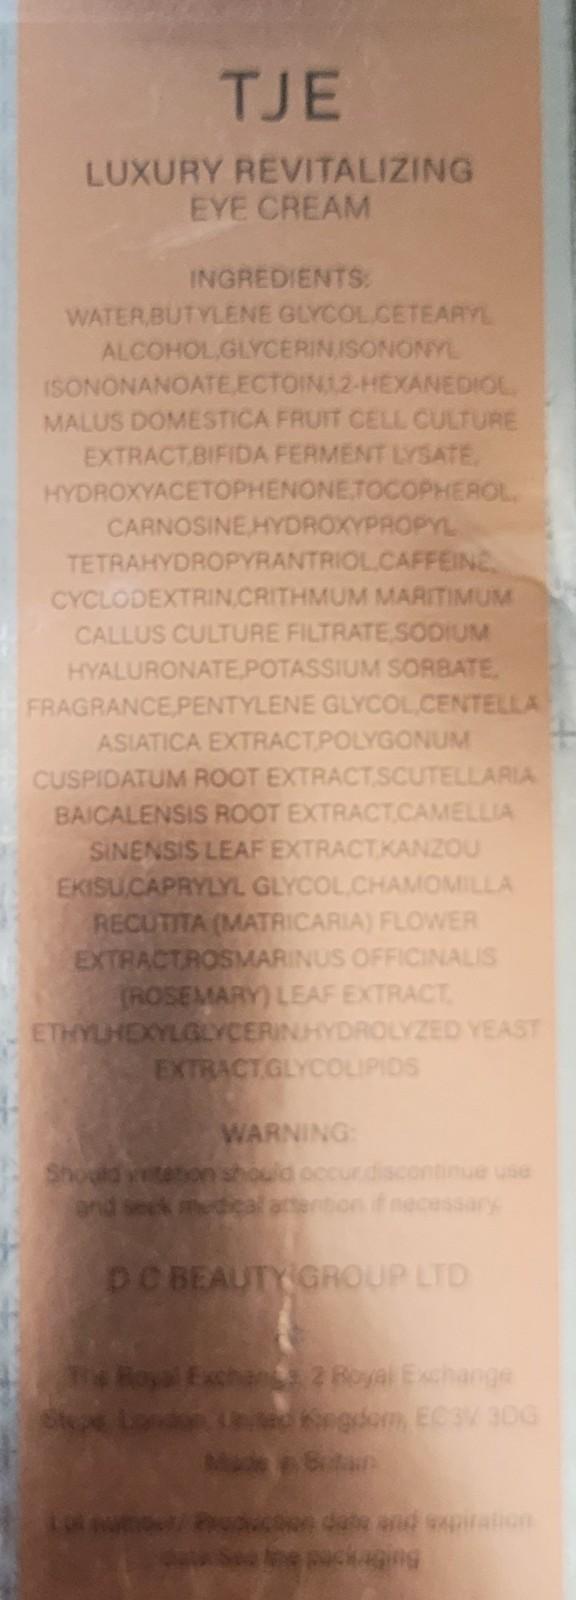 TJE
LUXURY REVITALIZING
EYE CREAM
INGREDIENTS:
WATER,BUTYLENE GLYCOL,CETEARYL
ALCOHOL,GLYCERIN,ISONONYL
ISONONANOATE,ECTOIN,1,2-HEXANEDIOL,
MALUS DOMESTICA FRUIT CELL CULTURE
EXTRACT,BIFIDA FERMENT LYSATE,
HYDROXYACETOPHENONE,TOCOPHEROL,
CARNOSINE,HYDROXYPROPYL
TETRAHYDROPYRANTRIOL,CAFFEINE,
CYCLODEXTRIN,CRITHMUM MARITIMUM
CALLUS CULTURE FILTRATE,SODIUM
HYALURONATE,POTASSIUM SORBATE,
FRAGRANCE,PENTYLENE GLYCOL,CENTELLA
ASIATICA EXTRACT,POLYGONUM
CUSPIDATUM ROOT EXTRACT,SCUTELLARIA
BAICALENSIS ROOT EXTRACT,CAMELLIA
SINENSIS LEAF EXTRACT,KANZOU
EKISU,CAPRYLYL GLYCOL,CHAMOMILLA
RECUTITA (MATRICARIA) FLOWER
EXTRACT,ROSMARINUS OFFICINALIS
(ROSEMARY) LEAF EXTRACT,
ETHYLHEXYLGLYCERIN,HYDROLYZED YEAST
EXTRACT,GLYCOLIPIDS
WARNING:
Should irritation should occur,discontinue use
and seek medical attention if necessary.
D C BEAUTY GROUP LTD
The Royal Exchange, 2 Royal Exchange
Steps, London, United Kingdom, EC3V 3DG
Made in Britain
Lot number/ Production date and expiration
date:See the packaging